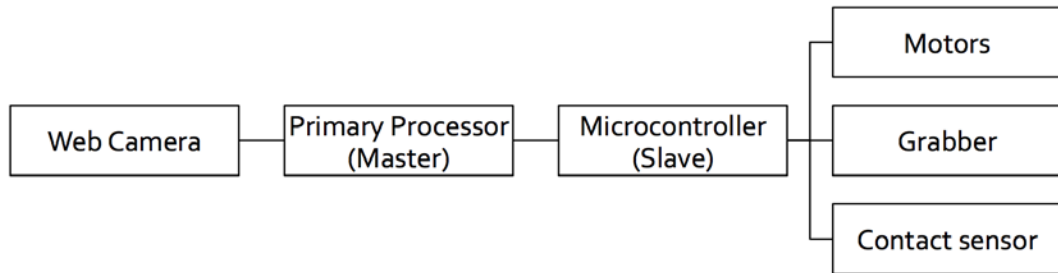 Motors
Web Camera
Primary Processor
(Master)
Microcontroller
(Slave)
Grabber
Contact sensor